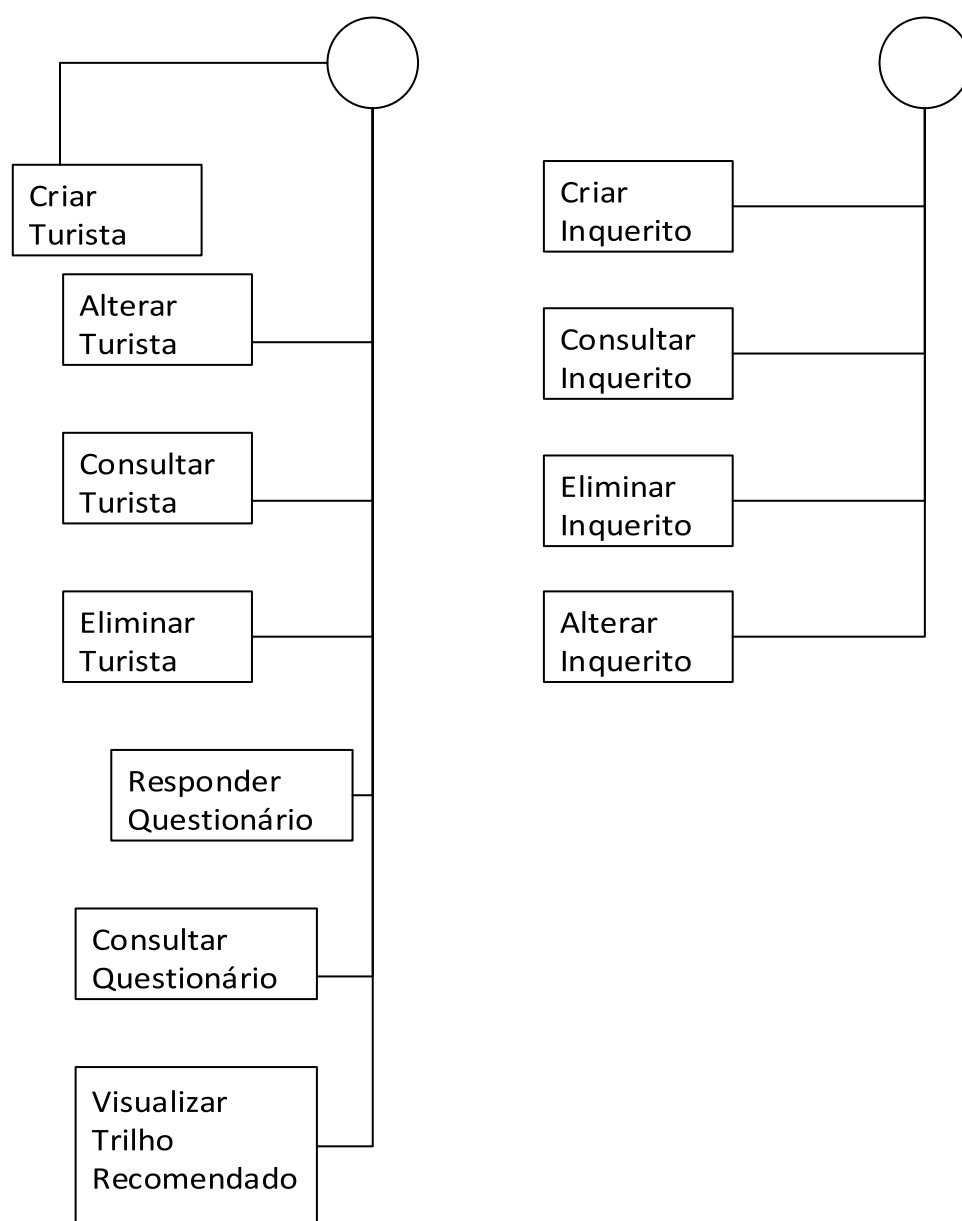 Criar
Turista
Alterar
Turista
Consultar
Turista
Eliminar
Turista
Responder
Questionário
Consultar
Questionário
Visualizar
Trilho
Recomendado
Criar
Inquerito
Consultar
Inquerito
Eliminar
Inquerito
Alterar
Inquerito